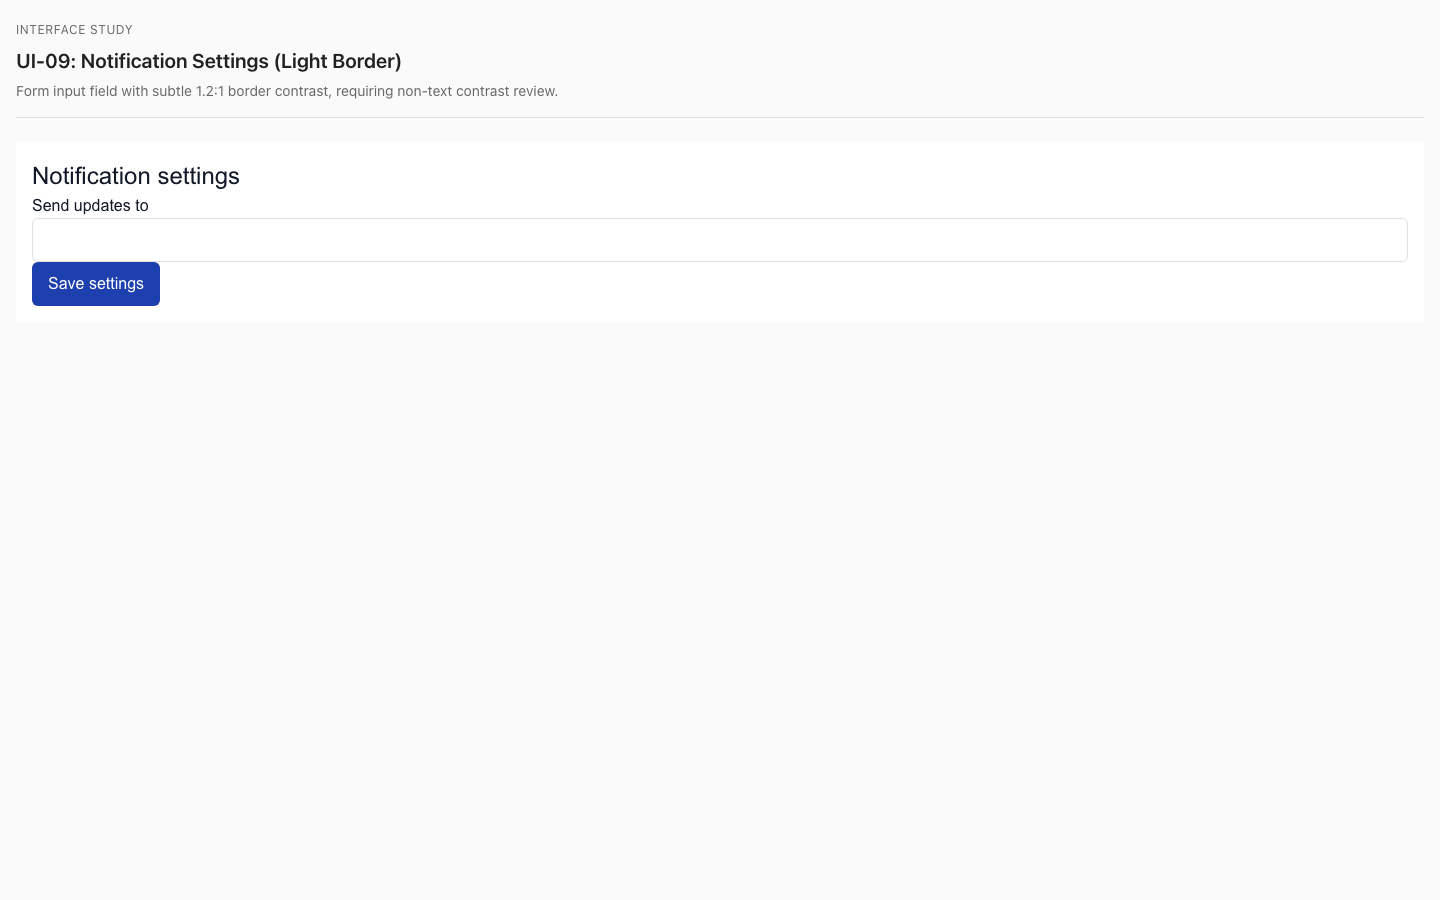 INTERFACE STUDY
UI-09: Notification Settings (Light Border)
Form input field with subtle 1.2:1 border contrast, requiring non-text contrast review.
Notification settings
Send updates to
Save settings